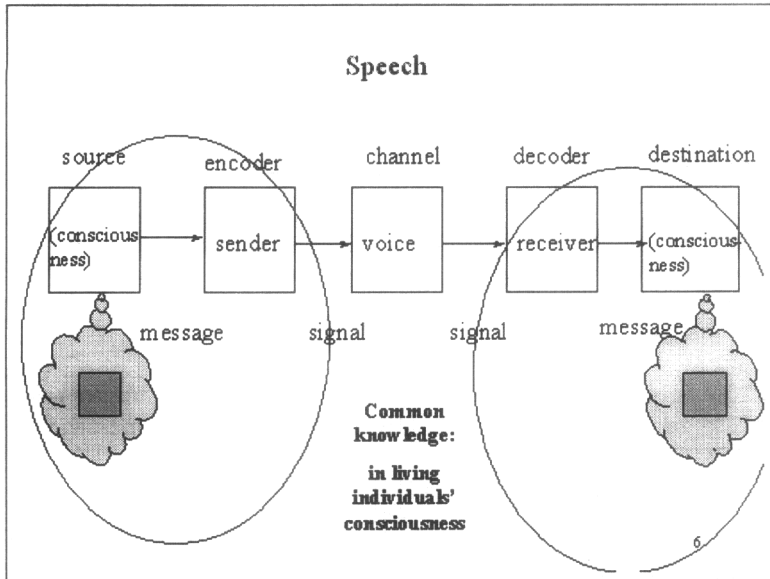 Speech
souree encoder channel decoder destination
(conscious
ness)
sender
voice
receiver
(conscious
ness)
message signal signal message
Common
knowledge:
in living
individuals'
consciousness
6